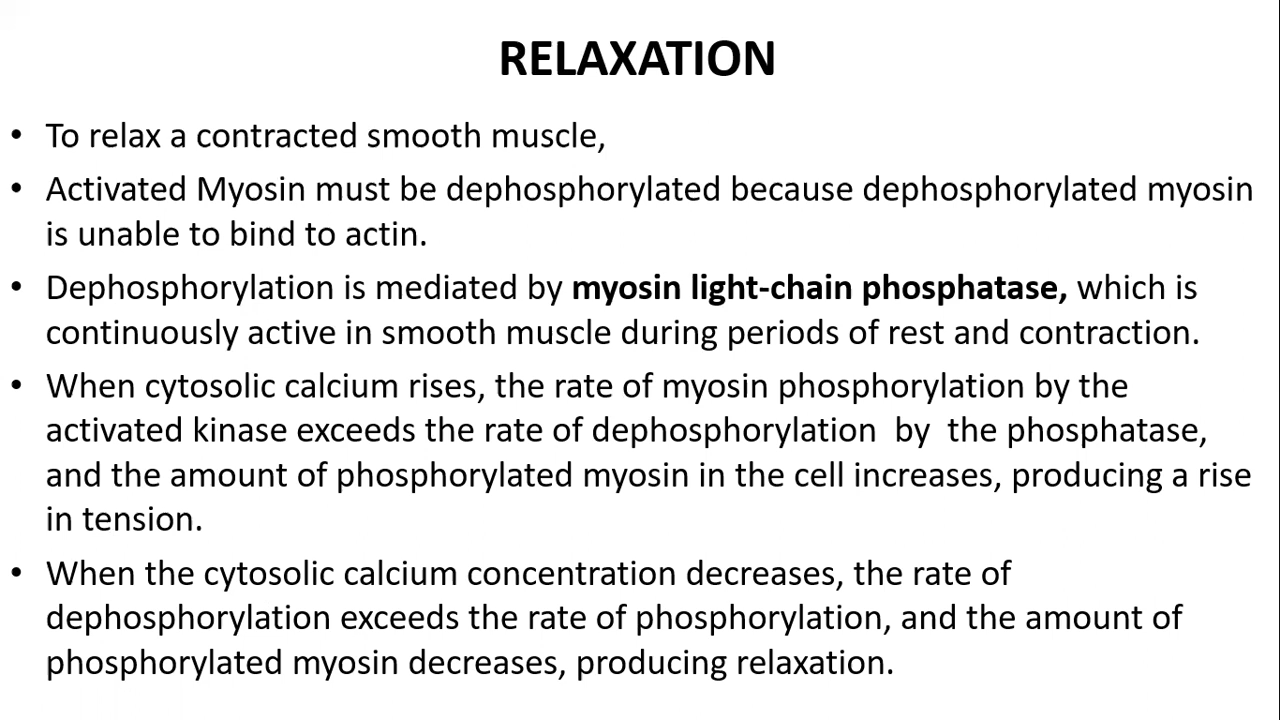 RELAXATION
• To relax a contracted smooth muscle,
• Activated Myosin must be dephosphorylated because dephosphorylated myosin
is unable to bind to actin.
• Dephosphorylation is mediated by myosin light-chain phosphatase, which is
continuously active in smooth muscle during periods of rest and contraction.
• When cytosolic calcium rises, the rate of myosin phosphorylation by the
activated kinase exceeds the rate of dephosphorylation  by  the phosphatase,
and the amount of phosphorylated myosin in the cell increases, producing a rise
in tension.
• When the cytosolic calcium concentration decreases, the rate of
dephosphorylation exceeds the rate of phosphorylation, and the amount of
phosphorylated myosin decreases, producing relaxation.